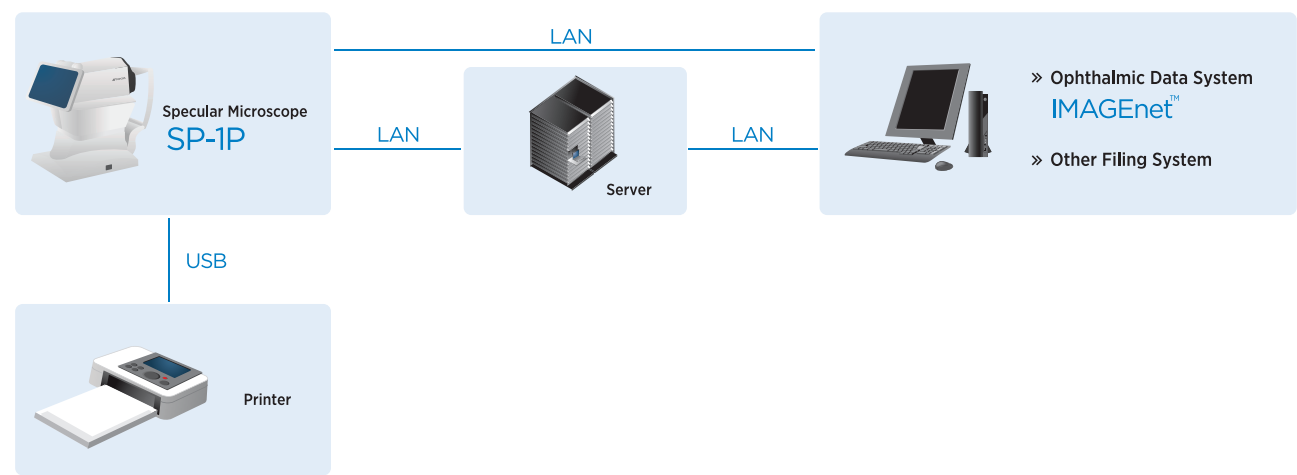 LAN
Specular Microscope
SP-1P
LAN
Server
LAN
» Ophthalmic Data System
IMAGEnet™
» Other Filing System
USB
Printer